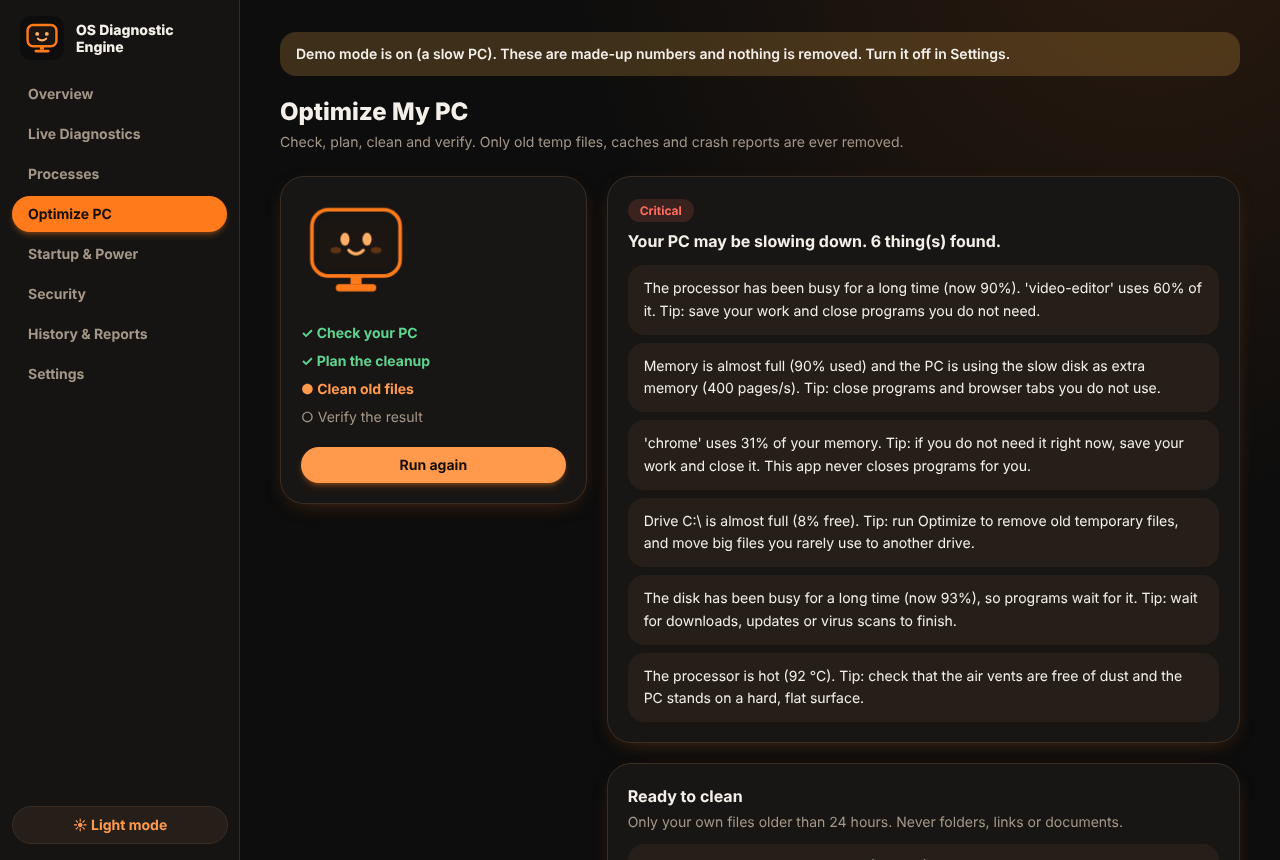 OS Diagnostic
Engine
Overview
Live Diagnostics
Processes
Optimize PC
Startup & Power
Security
History & Reports
Settings
☀ Light mode
Demo mode is on (a slow PC). These are made-up numbers and nothing is removed. Turn it off in Settings.
Optimize My PC
Check, plan, clean and verify. Only old temp files, caches and crash reports are ever removed.
✓ Check your PC
✓ Plan the cleanup
● Clean old files
○ Verify the result
Run again
Critical
Your PC may be slowing down. 6 thing(s) found.
The processor has been busy for a long time (now 90%). 'video-editor' uses 60% of
it. Tip: save your work and close programs you do not need.
Memory is almost full (90% used) and the PC is using the slow disk as extra
memory (400 pages/s). Tip: close programs and browser tabs you do not use.
'chrome' uses 31% of your memory. Tip: if you do not need it right now, save your
work and close it. This app never closes programs for you.
Drive C:\ is almost full (8% free). Tip: run Optimize to remove old temporary files,
and move big files you rarely use to another drive.
The disk has been busy for a long time (now 93%), so programs wait for it. Tip: wait
for downloads, updates or virus scans to finish.
The processor is hot (92 °C). Tip: check that the air vents are free of dust and the
PC stands on a hard, flat surface.
Ready to clean
Only your own files older than 24 hours. Never folders, links or documents.